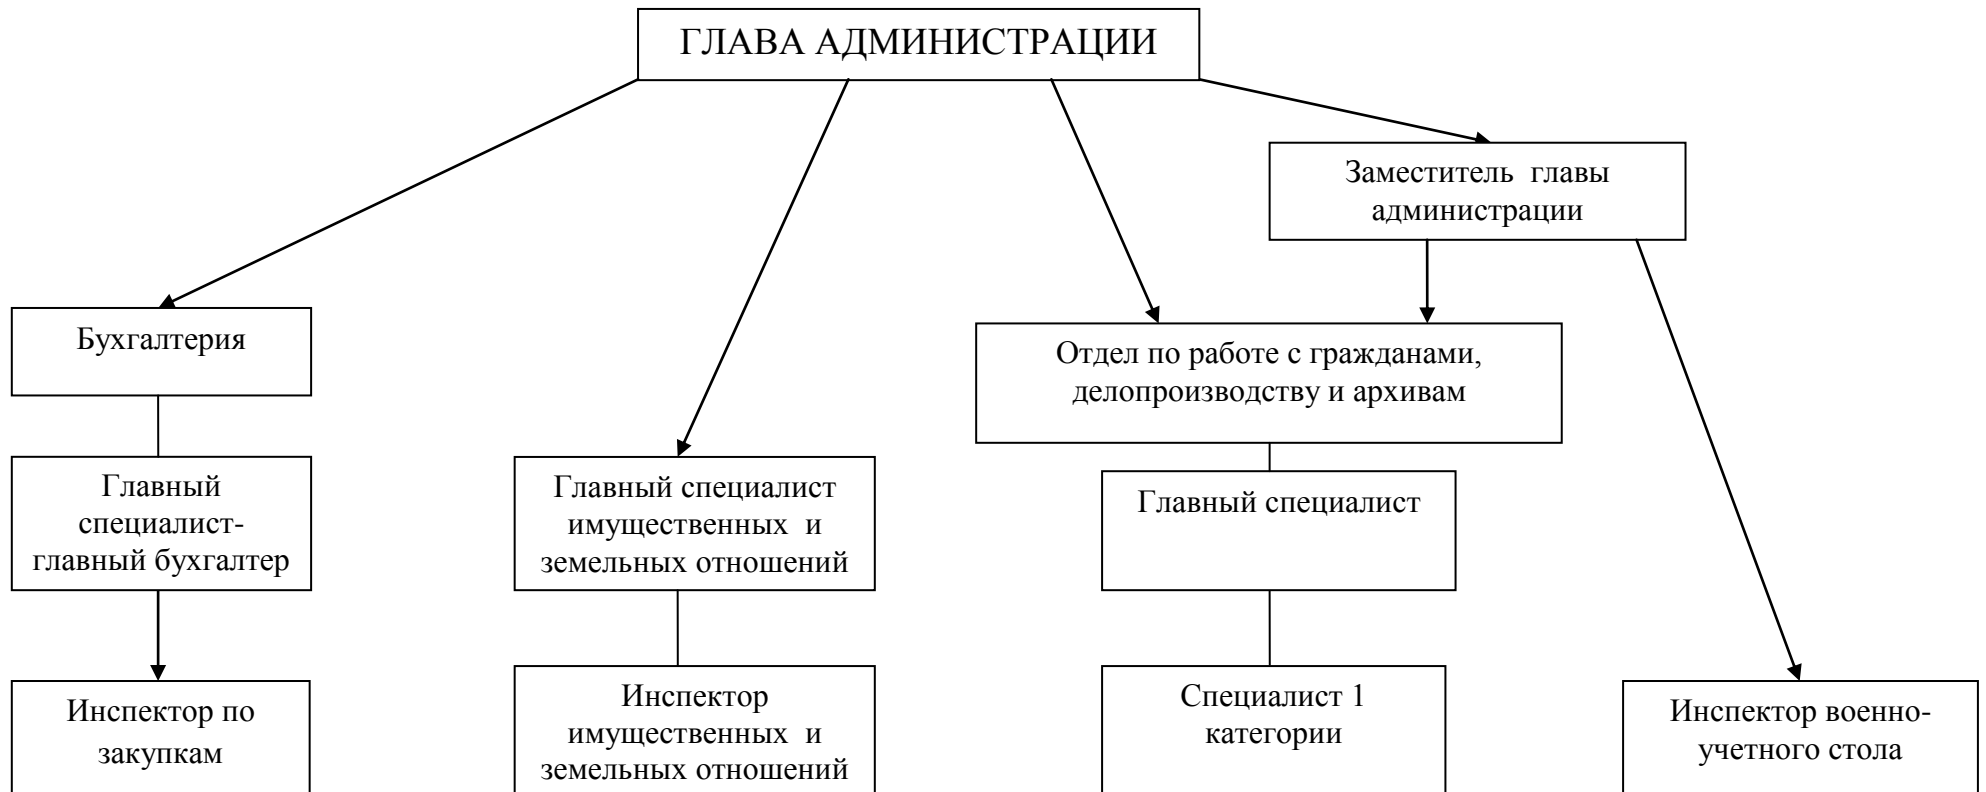 ГЛАВА АДМИНИСТРАЦИИ
Заместитель главы
администрации
Бухгалтерия
Отдел по работе с гражданами,
делопроизводству и архивам
Главный
специалист-
главный бухгалтер
Главный специалист
имущественных и
земельных отношений
Главный специалист
Инспектор по
закупкам
Инспектор
имущественных и
земельных отношений
Специалист 1
категории
Инспектор военно-
учетного стола